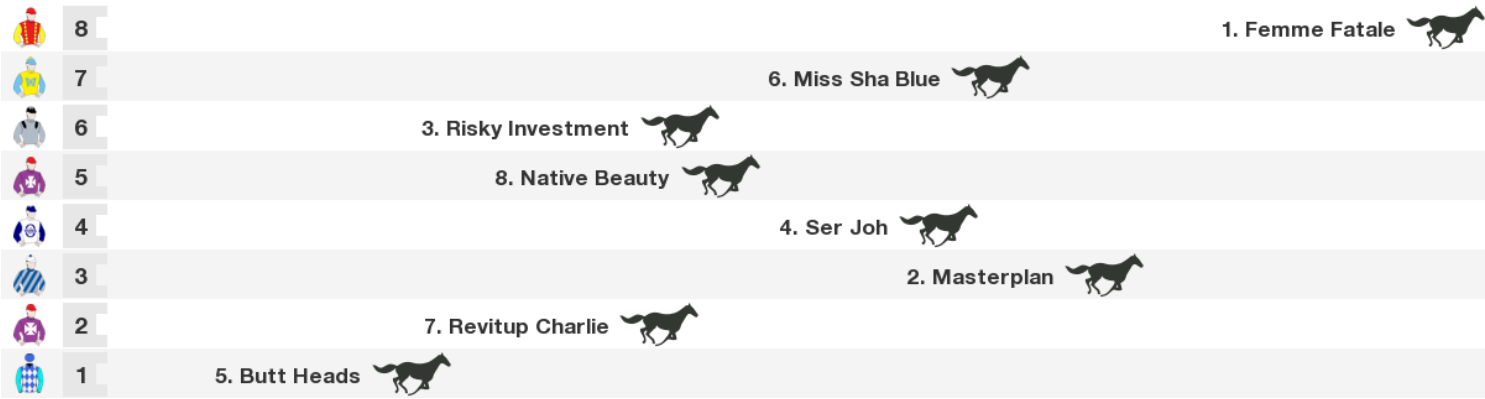 8 1. Femme Fatale
7 6. Miss Sha Blue
6 3. Risky Investment
5 8. Native Beauty
4 4. Ser Joh
3 2. Masterplan
2 7. Revitup Charlie
1 5. Butt Heads